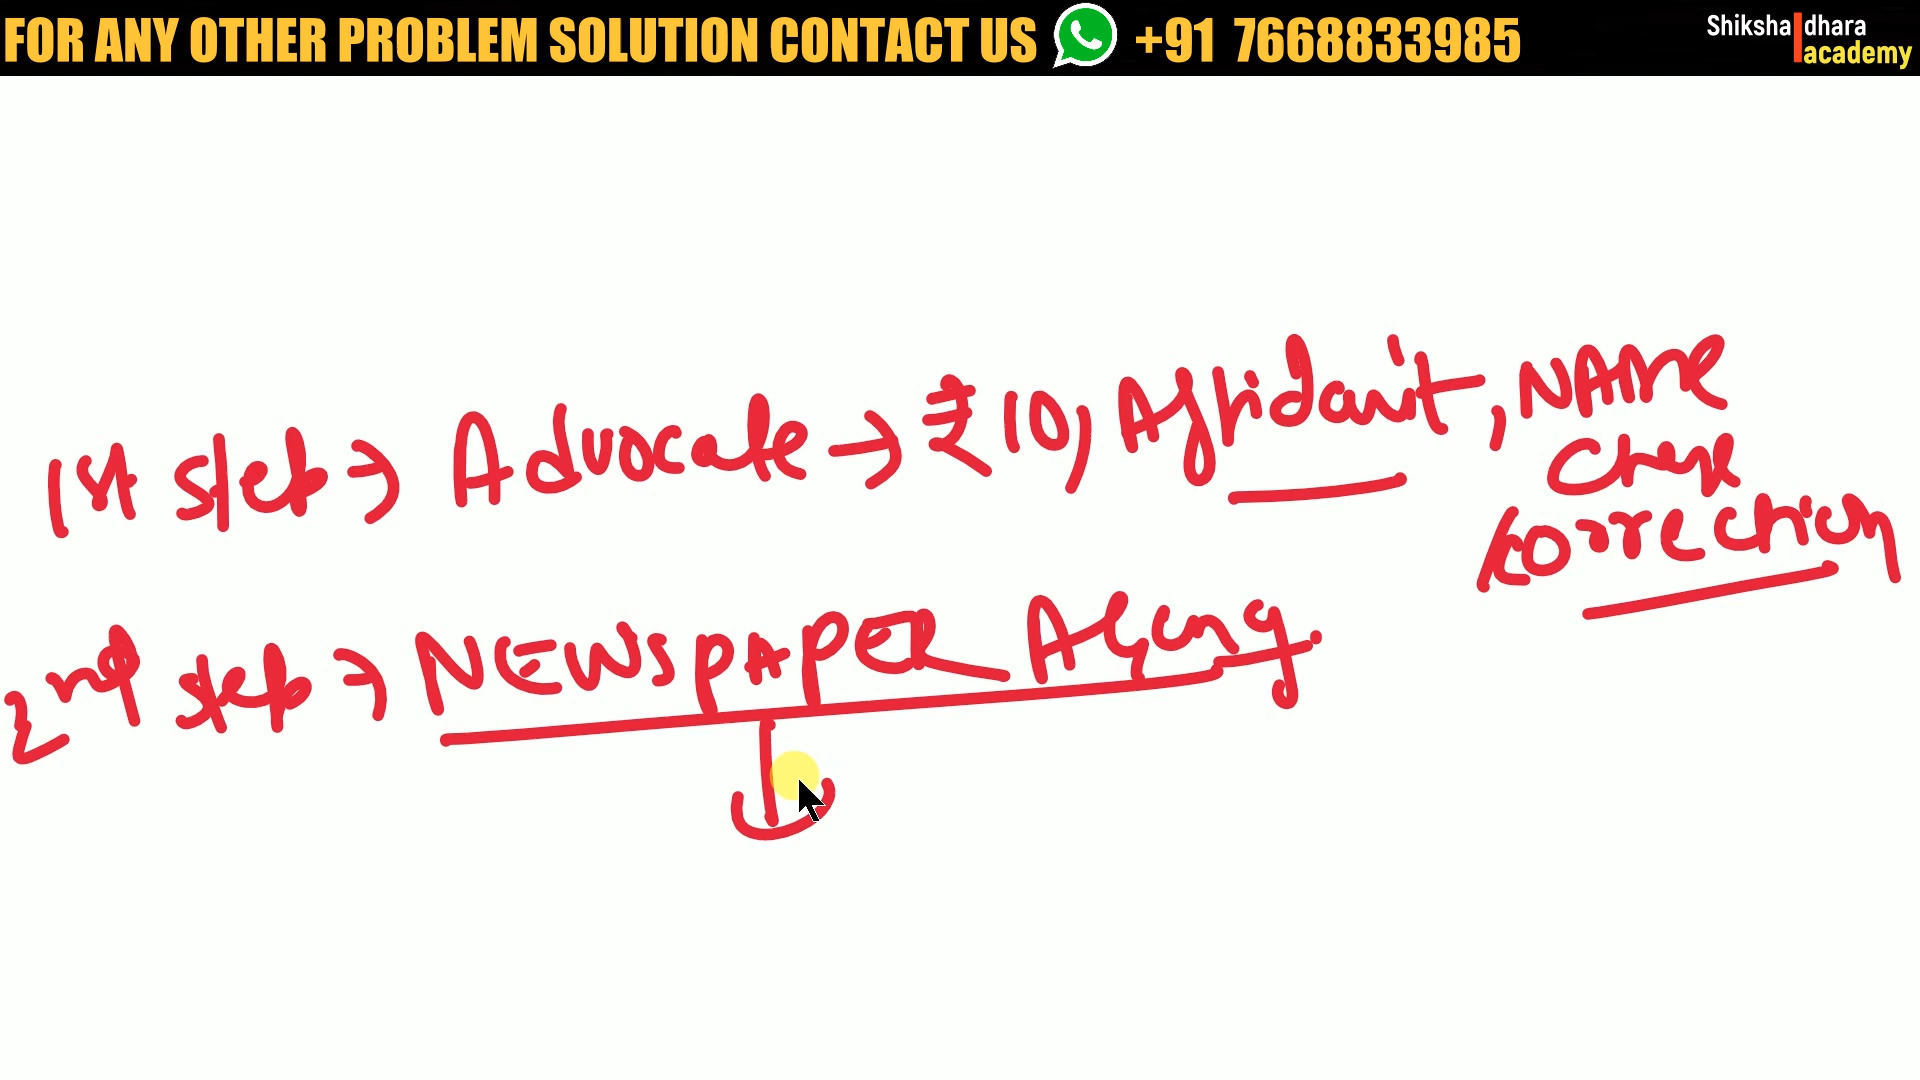 FOR ANY OTHER PROBLEM SOLUTION CONTACT US +91 7668833985
Shiksha dhara
academy
1st step → Advocate → ₹10, Affidavit, NAME
correction
2nd step → NEWSPAPER Agency.